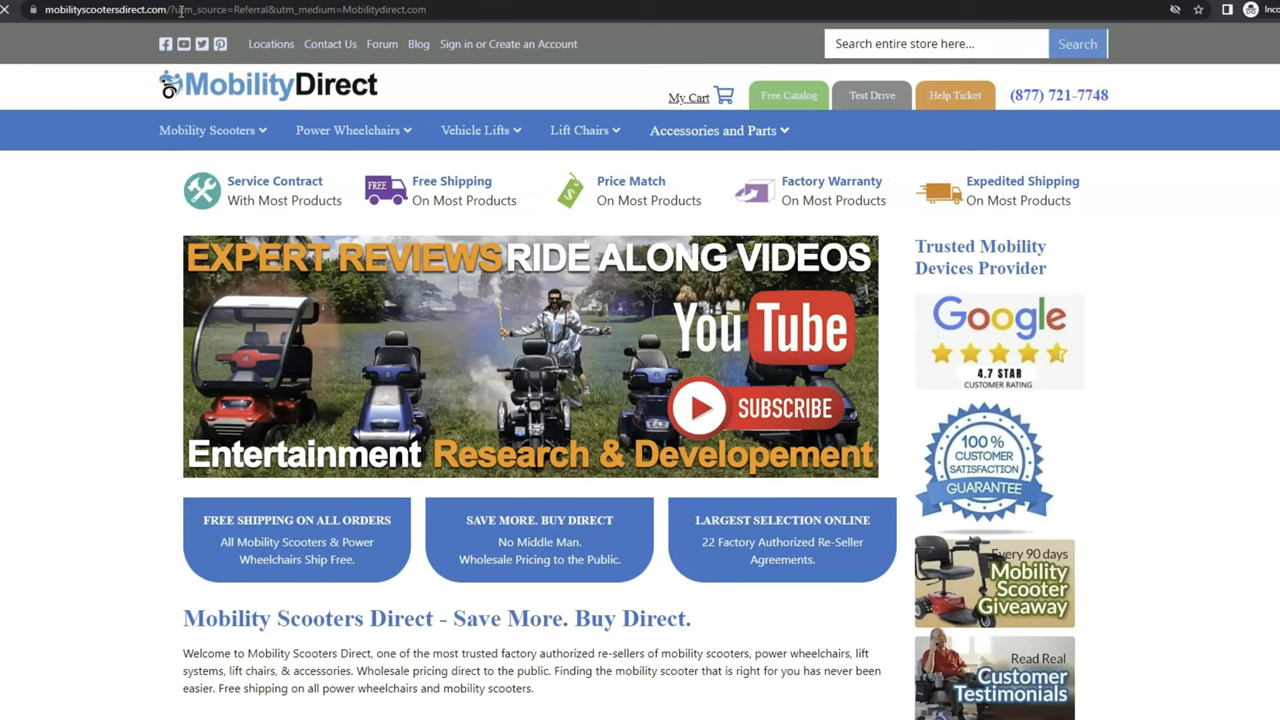 mobilityscootersdirect.com/?utm_source=Referral&utm_medium=Mobilitydirect.com
Inco
Locations Contact Us Forum Blog Sign in or Create an Account
Search entire store here... Search
MobilityDirect
My Cart Free Catalog Test Drive Help Ticket (877) 721-7748
Mobility Scooters Power Wheelchairs Vehicle Lifts Lift Chairs Accessories and Parts
Service Contract
With Most Products
FREE
Free Shipping
On Most Products
$
Price Match
On Most Products
Factory Warranty
On Most Products
Expedited Shipping
On Most Products
EXPERT REVIEWS RIDE ALONG VIDEOS
YouTube
SUBSCRIBE
Entertainment Research & Developement
Trusted Mobility
Devices Provider
Google
4.7 STAR
CUSTOMER RATING
100 %
CUSTOMER
SATISFACTION
GUARANTEE
Every 90 days
Mobility
Scooter
Giveaway
Read Real
Customer
Testimonials
FREE SHIPPING ON ALL ORDERS
All Mobility Scooters & Power
Wheelchairs Ship Free.
SAVE MORE. BUY DIRECT
No Middle Man.
Wholesale Pricing to the Public.
LARGEST SELECTION ONLINE
22 Factory Authorized Re-Seller
Agreements.
Mobility Scooters Direct - Save More. Buy Direct.
Welcome to Mobility Scooters Direct, one of the most trusted factory authorized re-sellers of mobility scooters, power wheelchairs, lift
systems, lift chairs, & accessories. Wholesale pricing direct to the public. Finding the mobility scooter that is right for you has never been
easier. Free shipping on all power wheelchairs and mobility scooters.